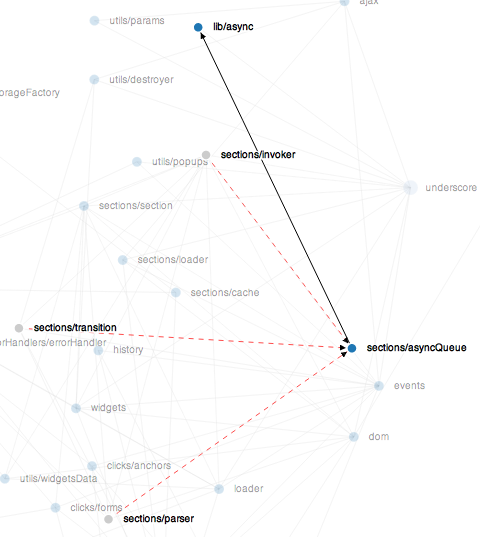 ajax
utils/params
lib/async
utils/destroyer
orageFactory
utils/popups
sections/invoker
underscore
sections/section
sections/loader
sections/cache
sections/transition
orHandlers/errorHandler
history
sections/asyncQueue
events
widgets
dom
clicks/anchors
utils/widgetsData
loader
clicks/forms
sections/parser